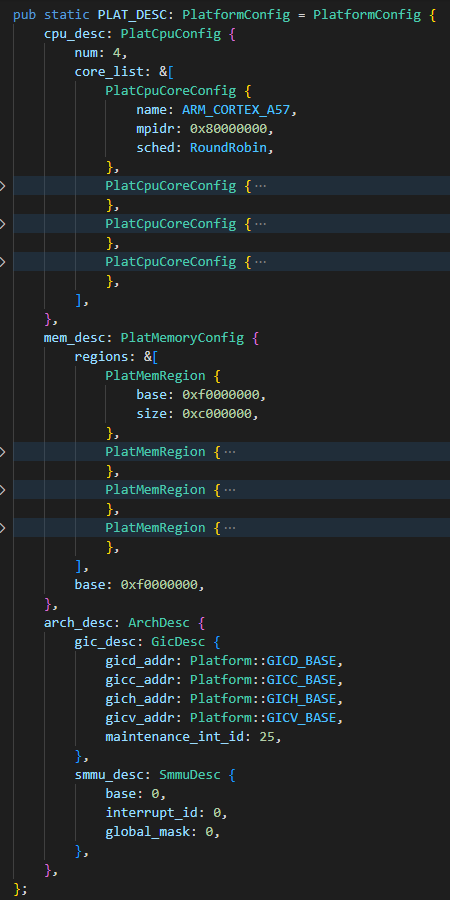 pub static PLAT_DESC: PlatformConfig = PlatformConfig {
    cpu_desc: PlatCpuConfig {
        num: 4,
        core_list: &[
            PlatCpuCoreConfig {
                name: ARM_CORTEX_A57,
                mpidr: 0x80000000,
                sched: RoundRobin,
            },
            PlatCpuCoreConfig {···
            },
            PlatCpuCoreConfig {···
            },
            PlatCpuCoreConfig {···
            },
        ],
    },
    mem_desc: PlatMemoryConfig {
        regions: &[
            PlatMemRegion {
                base: 0xf0000000,
                size: 0xc000000,
            },
            PlatMemRegion {···
            },
            PlatMemRegion {···
            },
            PlatMemRegion {···
            },
        ],
        base: 0xf0000000,
    },
    arch_desc: ArchDesc {
        gic_desc: GicDesc {
            gicd_addr: Platform::GICD_BASE,
            gicc_addr: Platform::GICC_BASE,
            gich_addr: Platform::GICH_BASE,
            gicv_addr: Platform::GICV_BASE,
            maintenance_int_id: 25,
        },
        smmu_desc: SmmuDesc {
            base: 0,
            interrupt_id: 0,
            global_mask: 0,
        },
    },
};